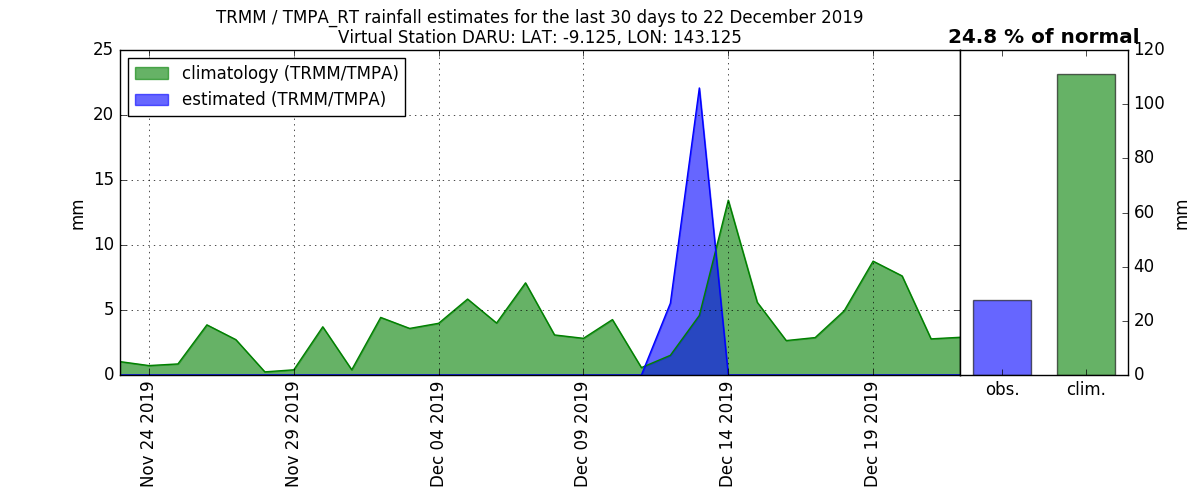 TRMM / TMPA_RT rainfall estimates for the last 30 days to 22 December 2019
Virtual Station DARU: LAT: -9.125, LON: 143.125
24.8 % of normal
climatology (TRMM/TMPA)
estimated (TRMM/TMPA)
25
20
15
10
5
0
mm
Nov 24 2019
Nov 29 2019
Dec 04 2019
Dec 09 2019
Dec 14 2019
Dec 19 2019
120
100
80
60
40
20
0
mm
obs.
clim.